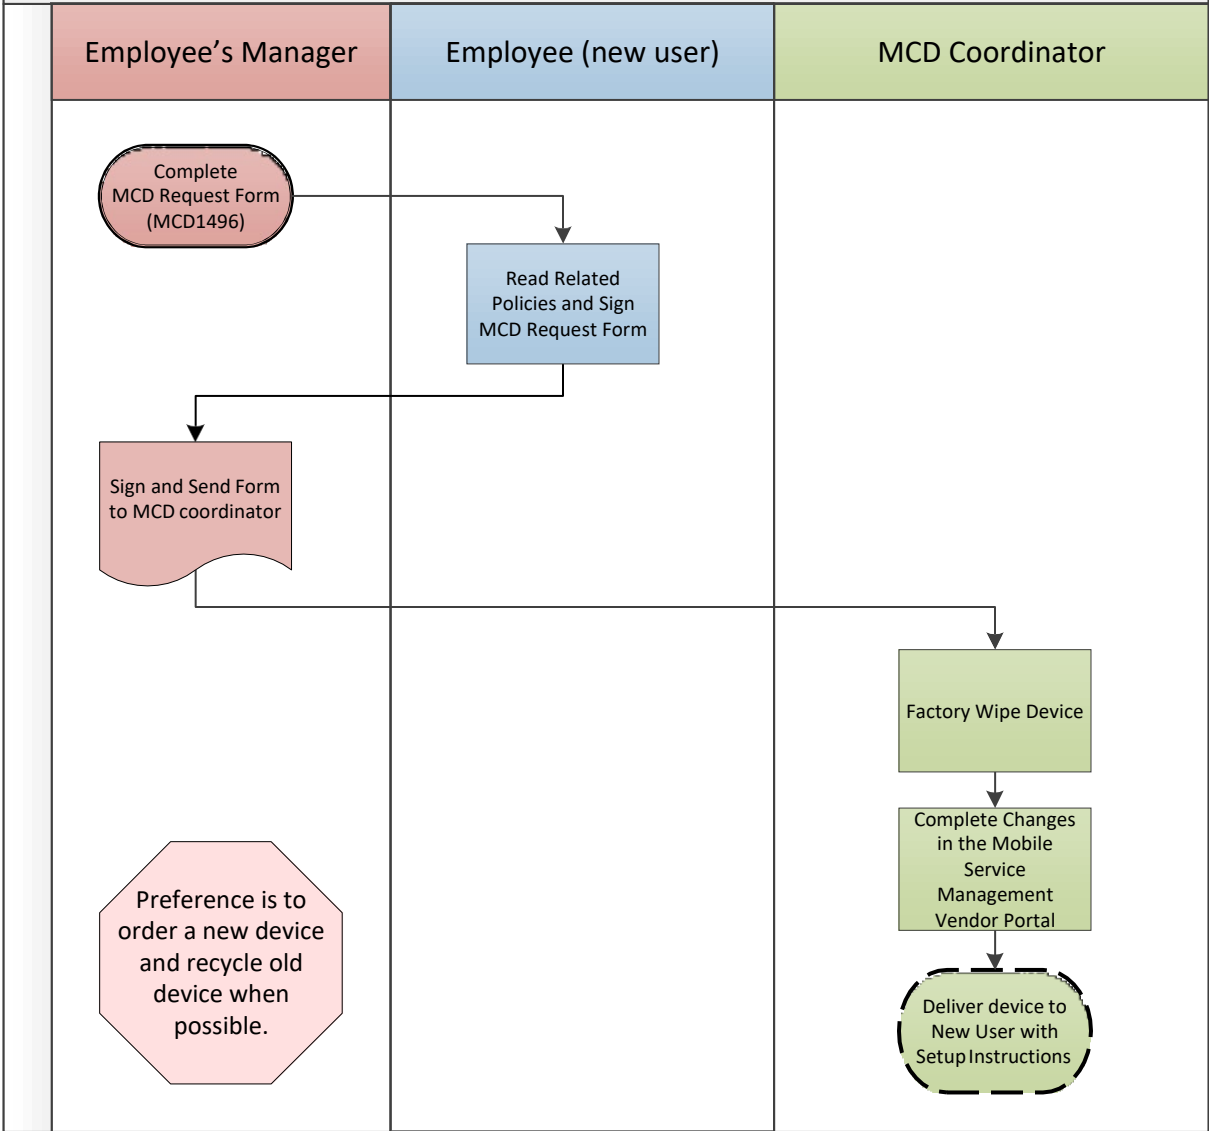 Employee’s Manager
Employee (new user)
MCD Coordinator
Complete
MCD Request Form
(MCD1496)
Read Related
Policies and Sign
MCD Request Form
Sign and Send Form
to MCD coordinator
Factory Wipe Device
Complete Changes
in the Mobile
Service
Management
Vendor Portal
Preference is to
order a new device
and recycle old
device when
possible.
Deliver device to
New User with
Setup Instructions